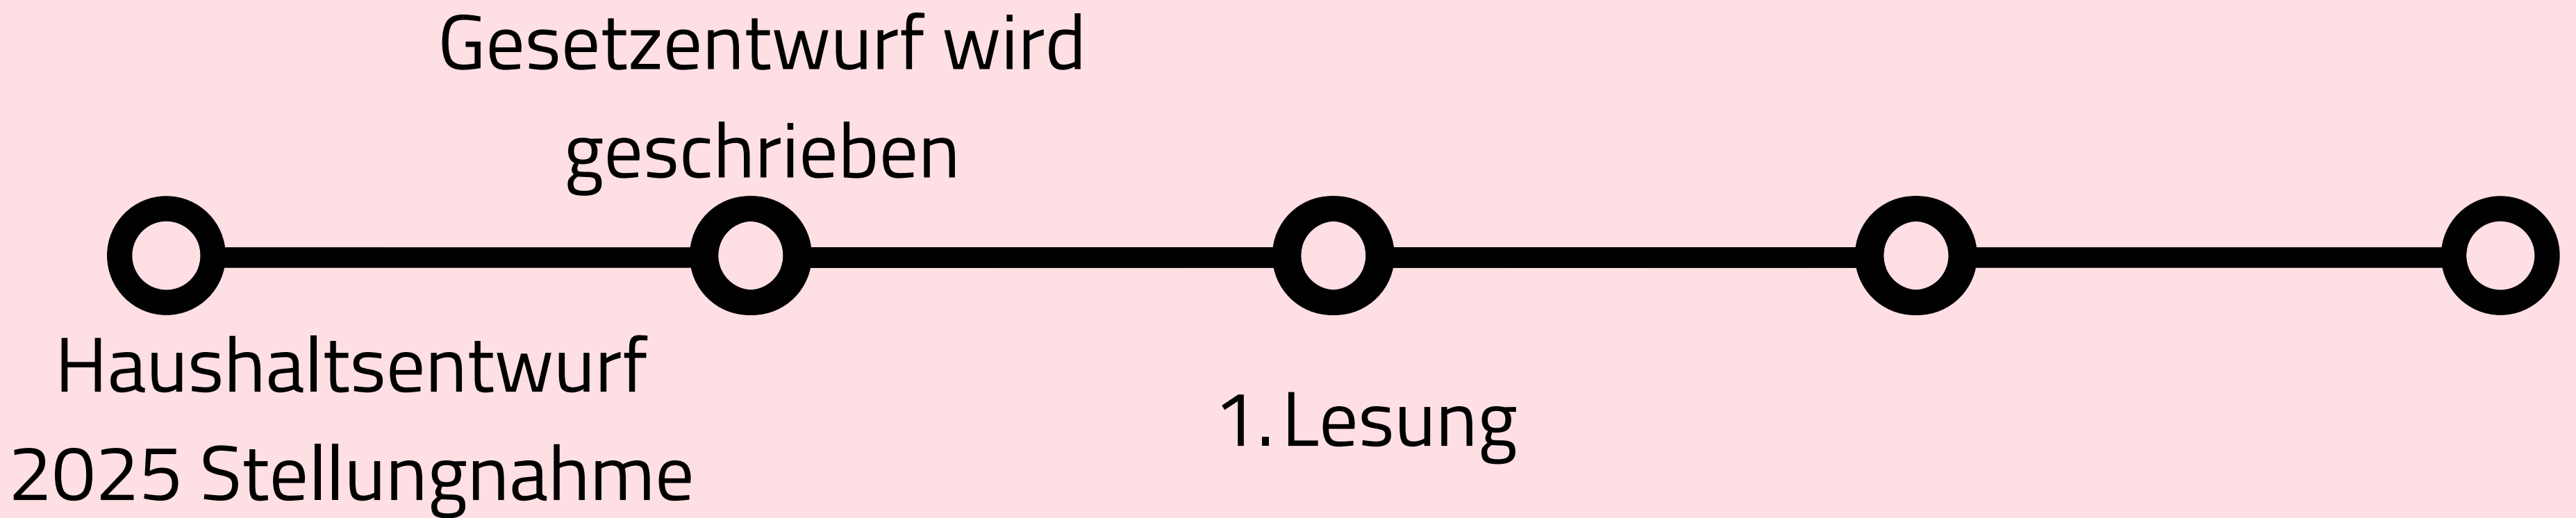 Gesetzentwurf wird
geschrieben
Haushaltsentwurf
2025 Stellungnahme
1. Lesung